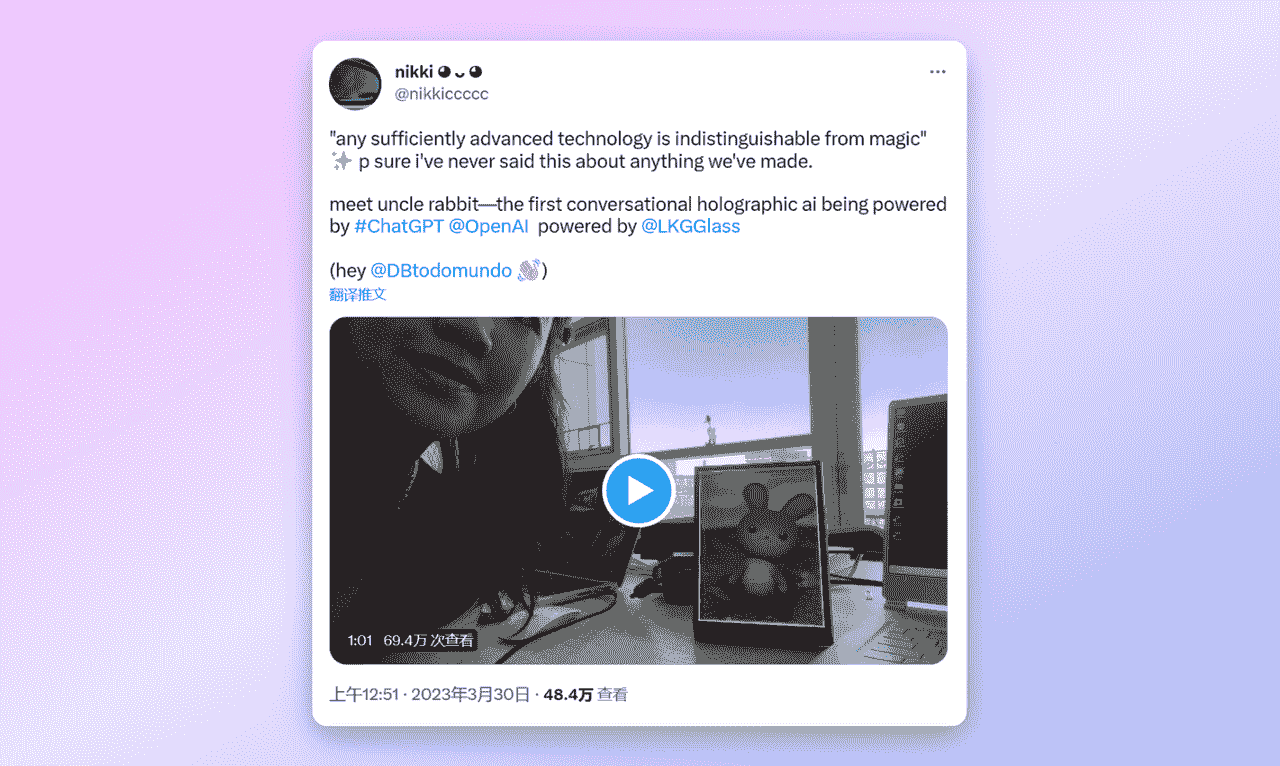 nikki ◕ ᴗ ◕
@nikkiccccc
"any sufficiently advanced technology is indistinguishable from magic"
✨ p sure i've never said this about anything we've made.
meet uncle rabbit—the first conversational holographic ai being powered
by #ChatGPT @OpenAI powered by @LKGGlass
(hey @DBtodomundo 👋)
翻译推文
1:01 69.4万 次查看
上午12:51 · 2023年3月30日 · 48.4万 查看